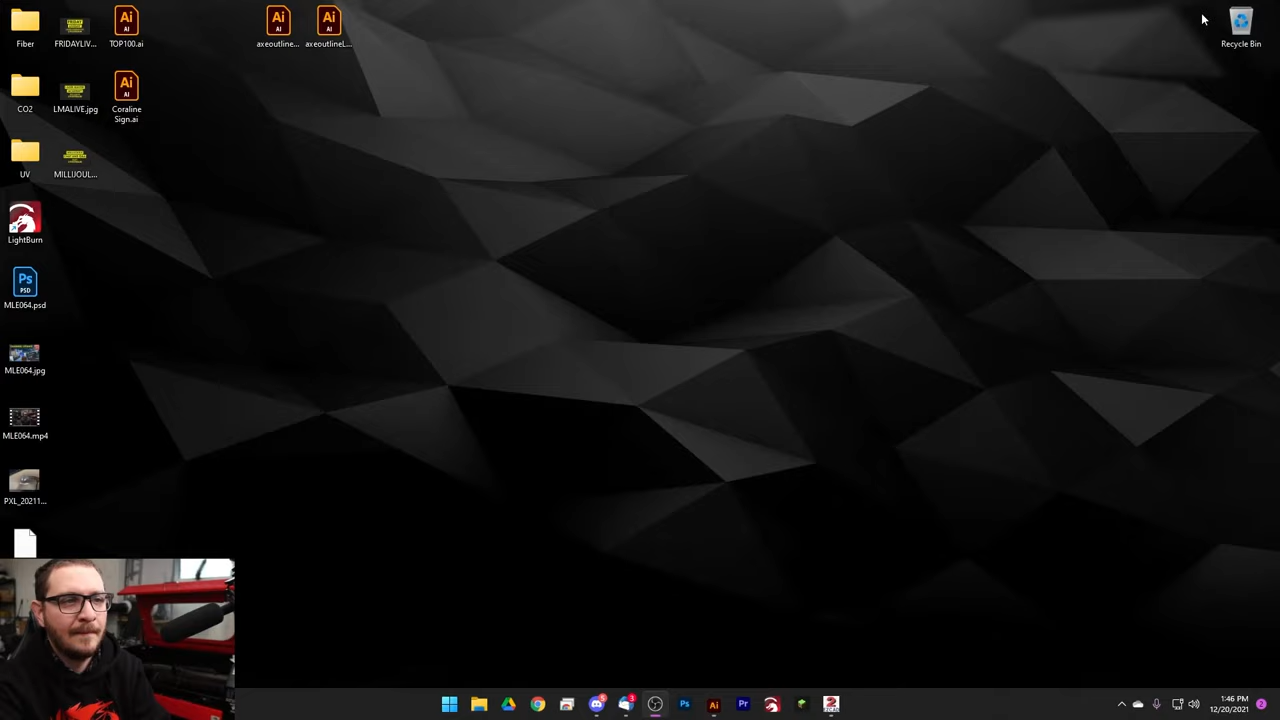 Fiber
FRIDAYLIV...
TOP100.ai
axeoutline...
axeoutlineL...
Recycle Bin
CO2
LMALIVE.jpg
Coraline
Sign.ai
UV
MILLIJOUL...
LightBurn
MLE064.psd
MLE064.jpg
MLE064.mp4
PXL_20211...
1:46 PM
12/20/2021